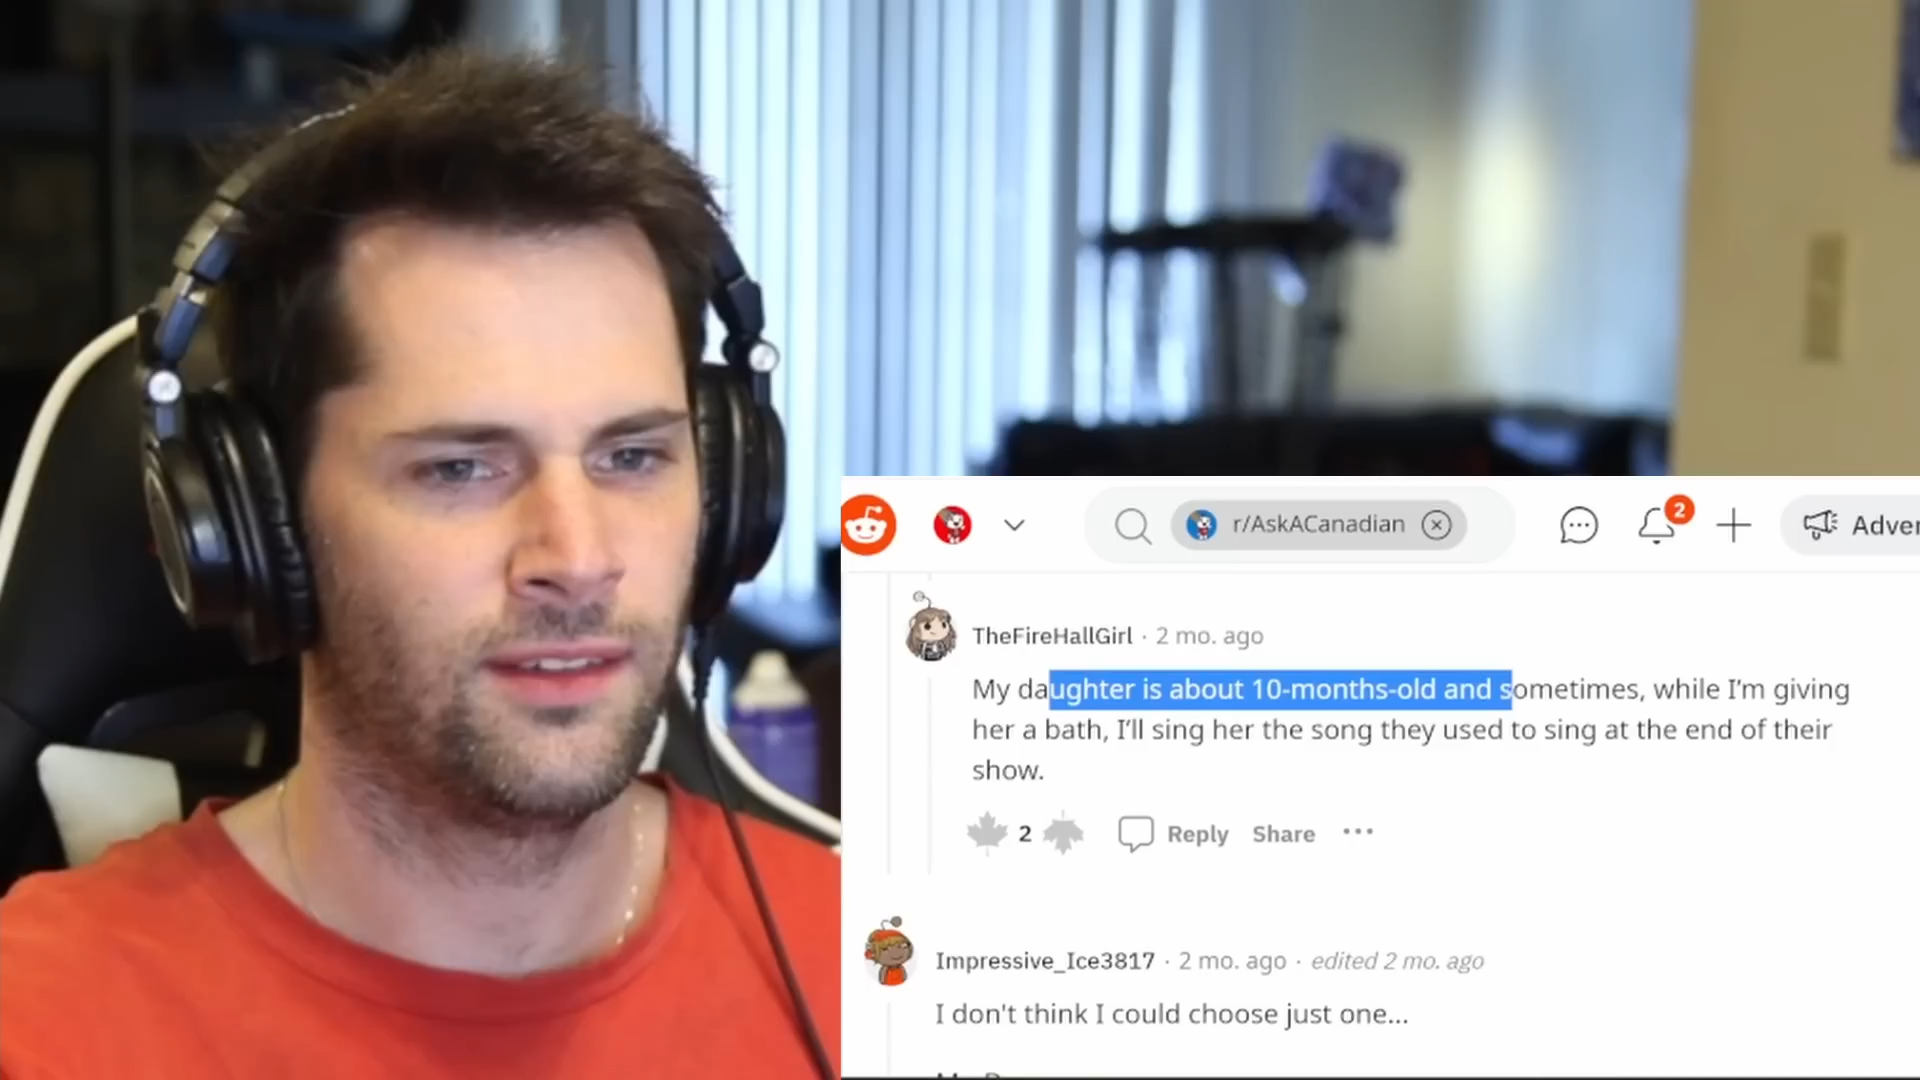 r/AskACanadian
2
Adver
TheFireHallGirl · 2 mo. ago
My daughter is about 10-months-old and sometimes, while I’m giving
her a bath, I’ll sing her the song they used to sing at the end of their
show.
2
Reply Share
Impressive_Ice3817 · 2 mo. ago · edited 2 mo. ago
I don't think I could choose just one...